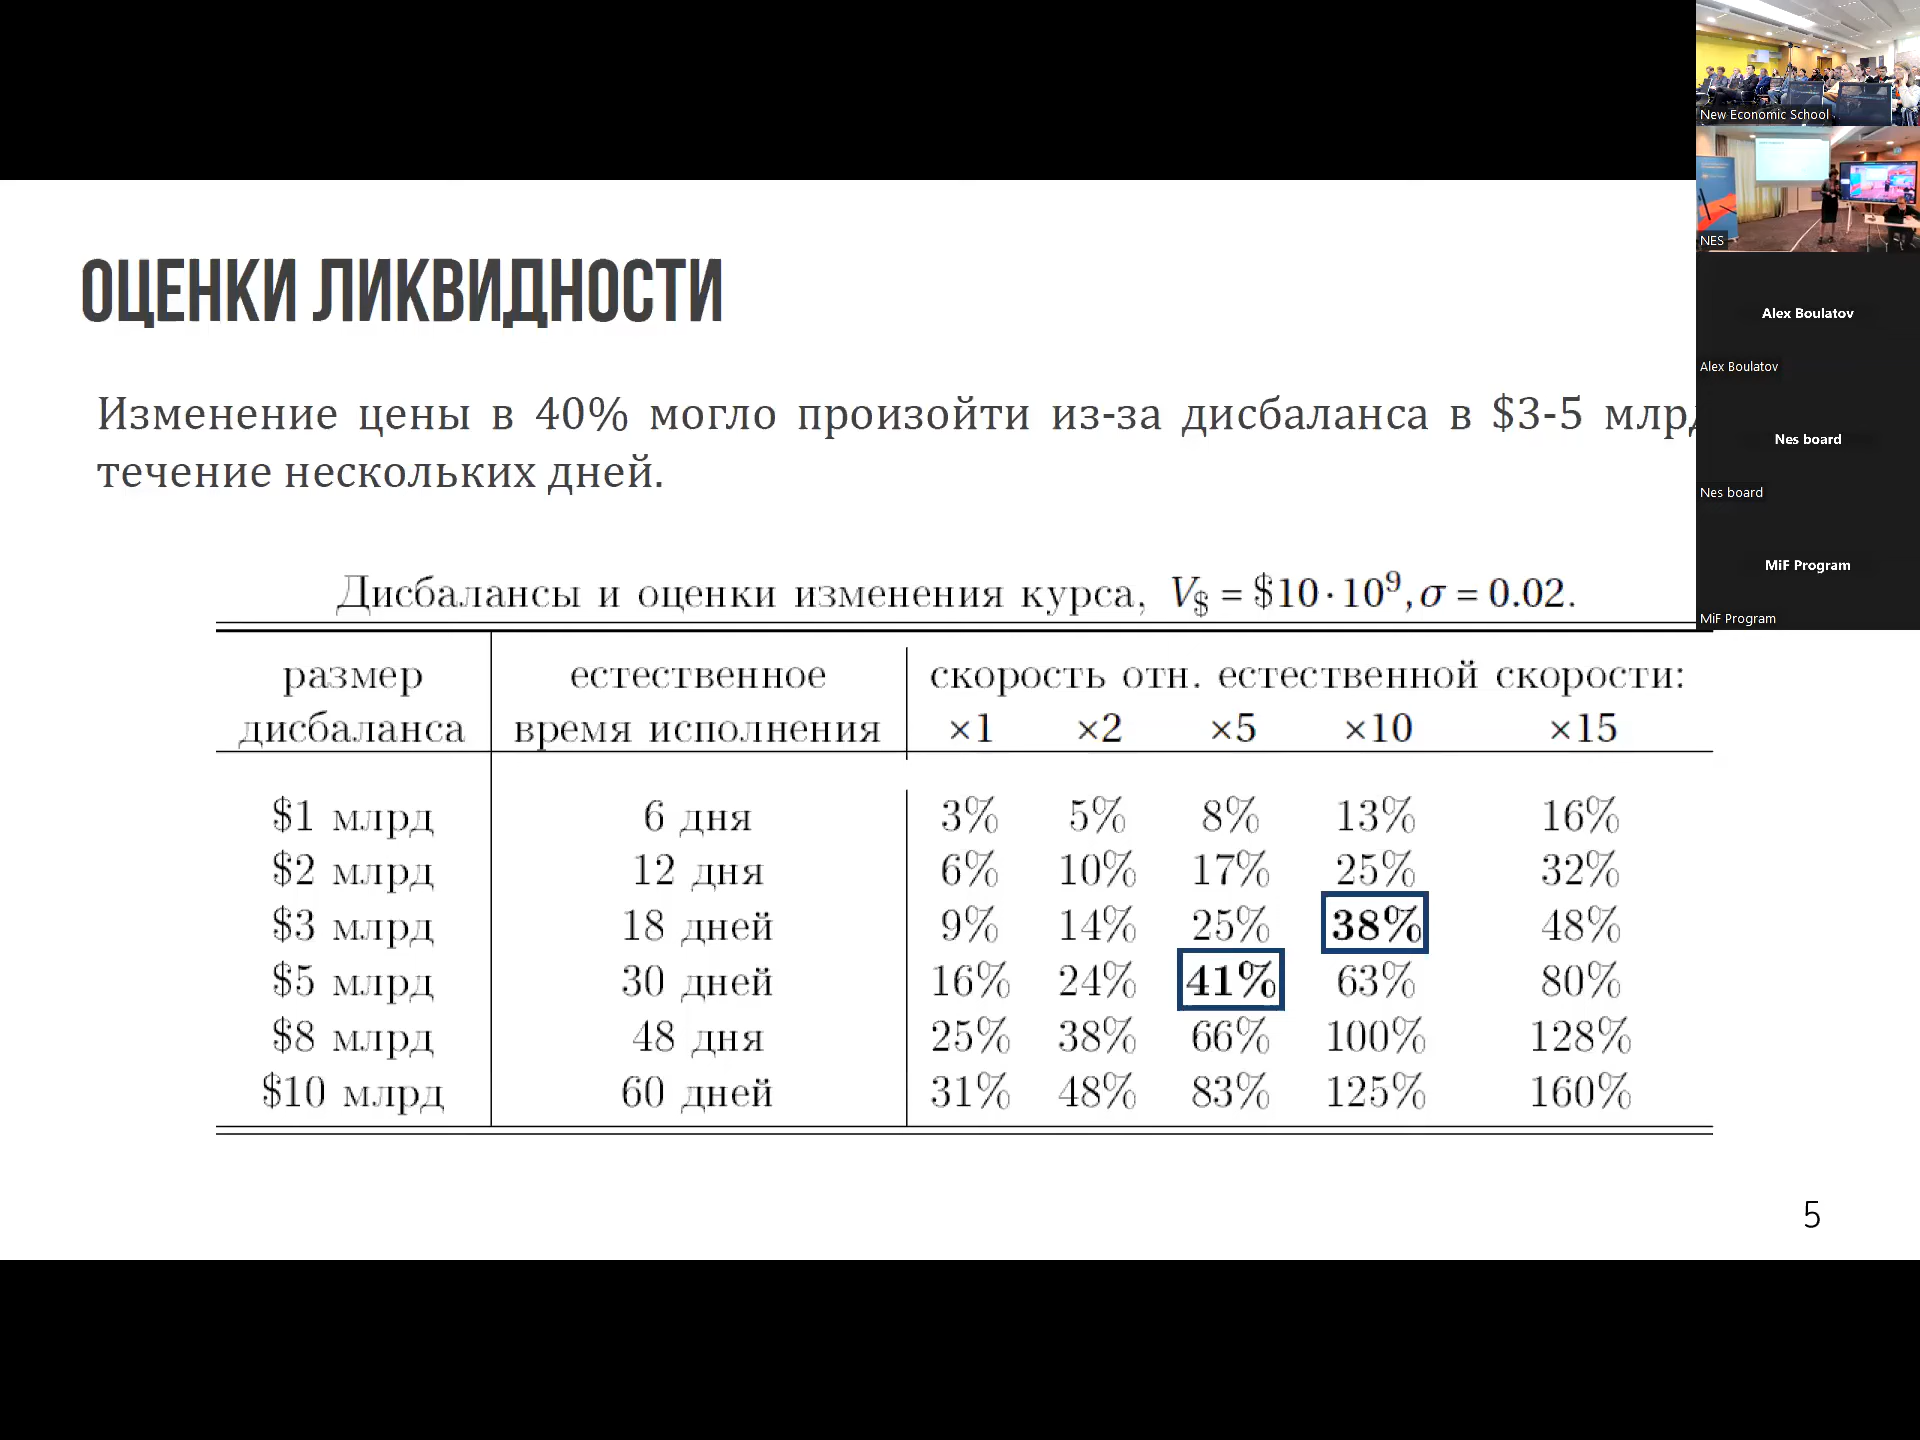 New Economic School
NES
Alex Boulatov
Alex Boulatov
Nes board
Nes board
MiF Program
MiF Program
ОЦЕНКИ ЛИКВИДНОСТИ
Изменение цены в 40% могло произойти из-за дисбаланса в $3-5 млрд
течение нескольких дней.
Дисбалансы и оценки изменения курса, V$ = $10·10⁹, σ = 0.02.
размер естественное скорость отн. естественной скорости:
дисбаланса время исполнения ×1 ×2 ×5 ×10 ×15
$1 млрд 6 дня 3% 5% 8% 13% 16%
$2 млрд 12 дня 6% 10% 17% 25% 32%
$3 млрд 18 дней 9% 14% 25% 38% 48%
$5 млрд 30 дней 16% 24% 41% 63% 80%
$8 млрд 48 дня 25% 38% 66% 100% 128%
$10 млрд 60 дней 31% 48% 83% 125% 160%
5